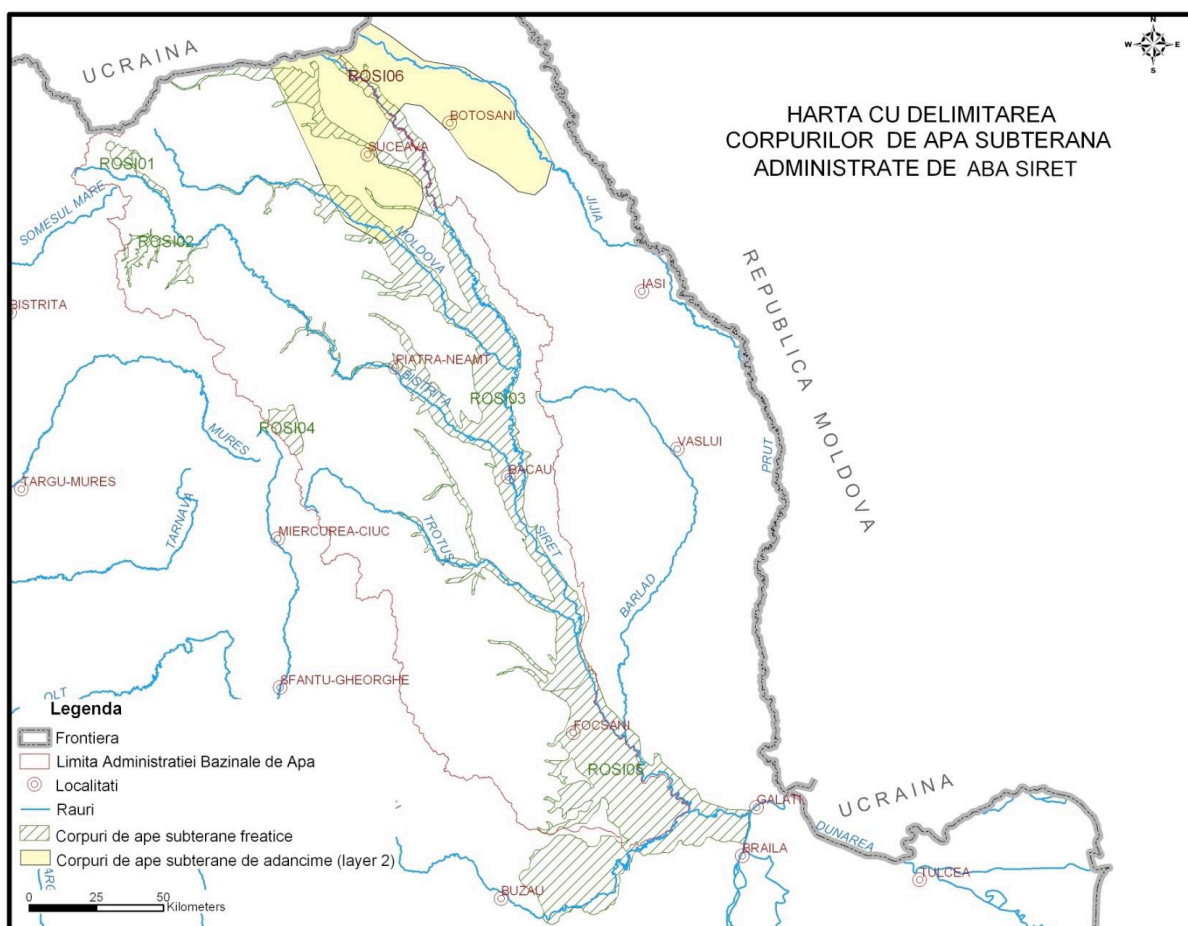 N
W E
S
UCRAINA
HARTA CU DELIMITAREA
CORPURILOR DE APA SUBTERANA
ADMINISTRATE DE ABA SIRET
ROSI06
BOTOSANI
SUCEAVA
ROSI01
SOMESUL MARE
ROSI02
MOLDOVA
JIJIA
IASI
REPUBLICA MOLDOVA
BISTRITA
PIATRA-NEAMT
BISTRITA
ROSI03
ROSI04
MURES
VASLUI
PRUT
TARGU-MURES
BACAU
TARNAVA
MIERCUREA-CIUC
TROTUS
SIRET
BARLAD
SFANTU-GHEORGHE
OLT
FOCSANI
ROSI05
GALATI
UCRAINA
DUNAREA
BRAILA
TULCEA
BUZAU
Legenda
Frontiera
Limita Administratiei Bazinale de Apa
Localitati
Rauri
Corpuri de ape subterane freatice
Corpuri de ape subterane de adancime (layer 2)
ARG
0 25 50
Kilometers